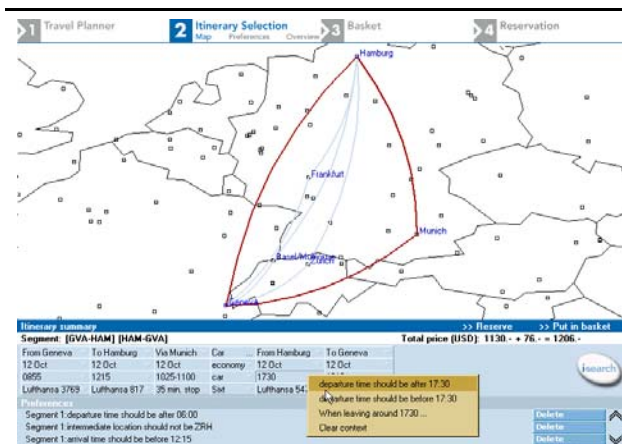 1 Travel Planner
2 Itinerary Selection
Map Preferences Overview
3 Basket
4 Reservation
Hamburg
Frankfurt
Munich
Zurich
Itinerary summary >> Reserve >> Put in basket
Segment: [GVA-HAM] [HAM-GVA] Total price (USD): 1130.- + 76.- = 1206.-
From Geneva To Hamburg Via Munich Car ... From Hamburg To Geneva
12 Oct 12 Oct 12 Oct economy 12 Oct 12 Oct
0855 1215 1025-1100 car 1730
Lufthansa 3769 Lufthansa 817 35 min. stop Sixt
isearch
departure time should be after 17:30
departure time should be before 17:30
When leaving around 1730 ...
Clear context
Preferences
Segment 1:departure time should be after 06:00 Delete
Segment 1:intermediate location should not be ZRH Delete
Segment 1:arrival time should be before 12:15 Delete